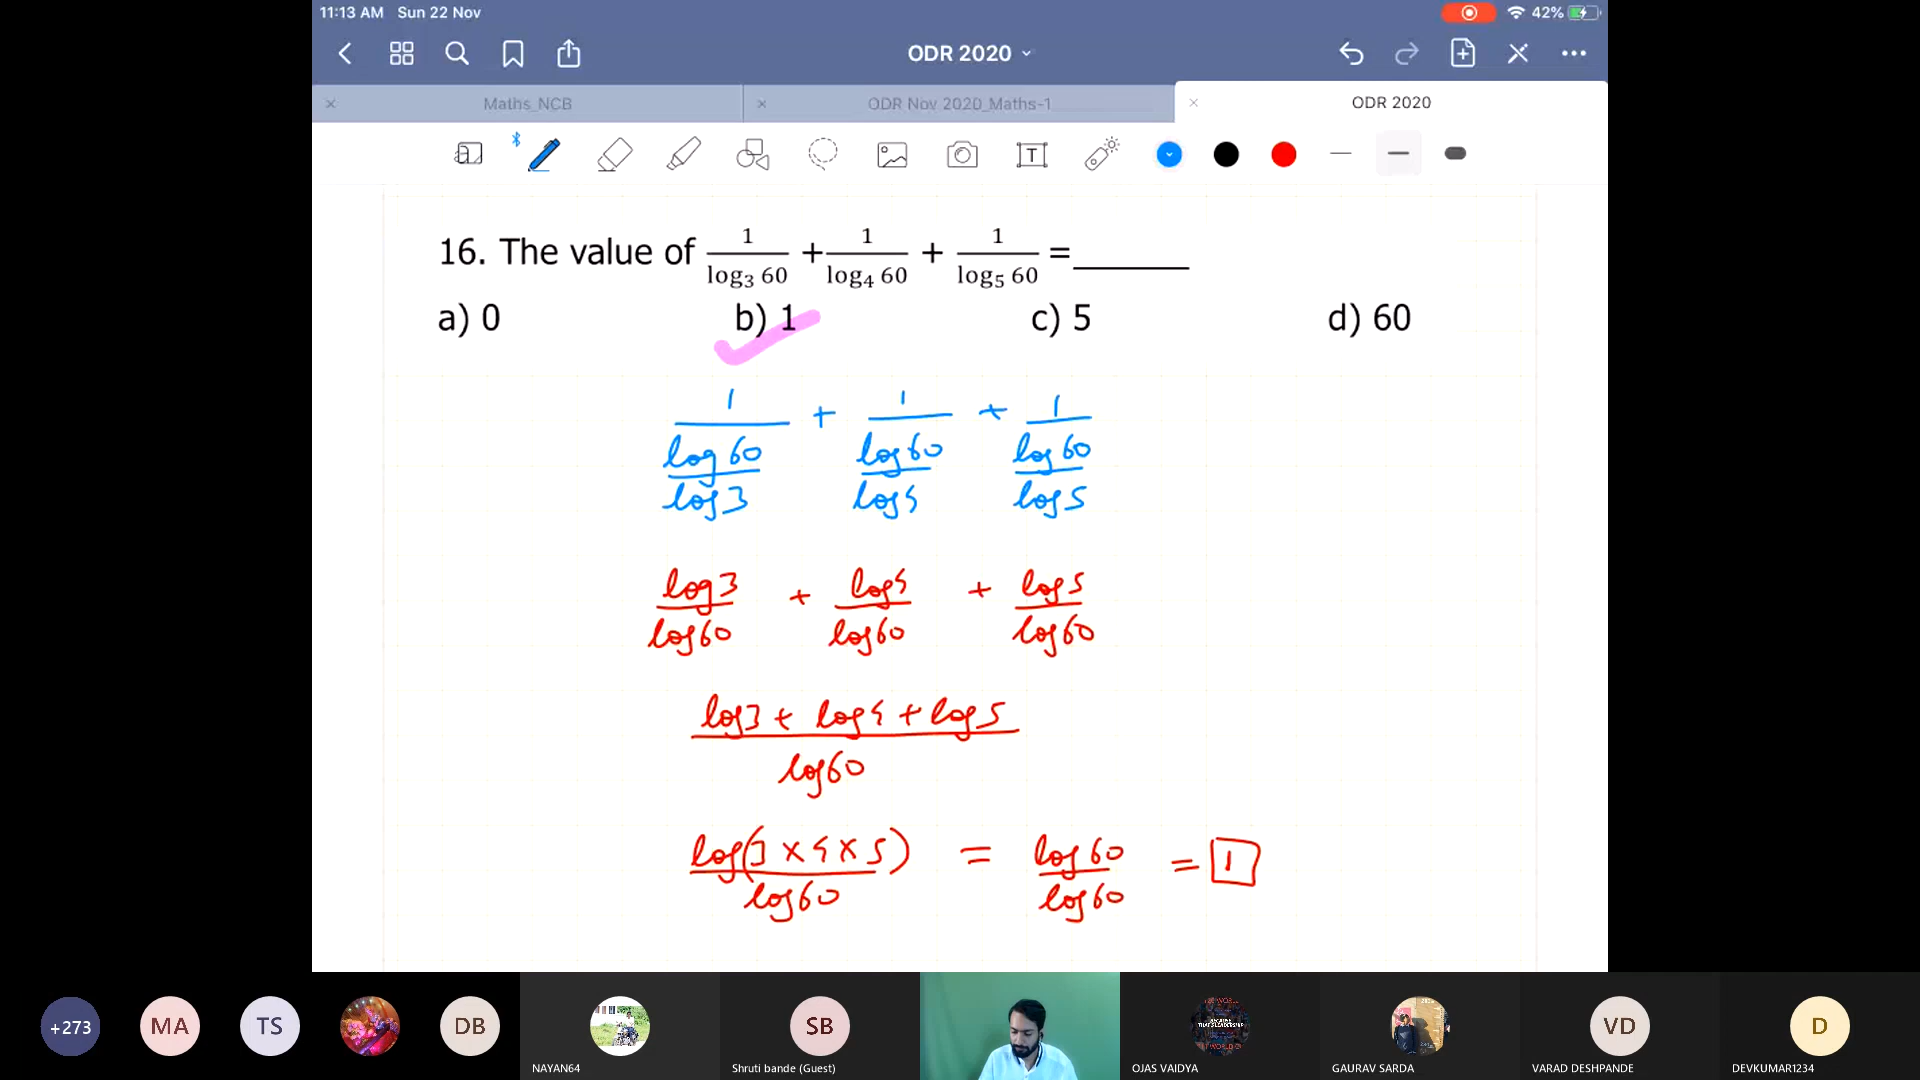 11:13 AM Sun 22 Nov 42%
ODR 2020
Maths_NCB ODR Nov 2020_Maths-1 ODR 2020
16. The value of 1/log₃ 60 + 1/log₄ 60 + 1/log₅ 60 = ________
a) 0 b) 1 c) 5 d) 60
1/(log 60/log 3) + 1/(log 60/log 4) + 1/(log 60/log 5)
log 3/log 60 + log 4/log 60 + log 5/log 60
(log 3 + log 4 + log 5)/log 60
log(3 × 4 × 5)/log 60 = log 60/log 60 = 1
+273 MA TS DB SB VD D
NAYAN64 Shruti bande (Guest) OJAS VAIDYA GAURAV SARDA VARAD DESHPANDE DEVKUMAR1234